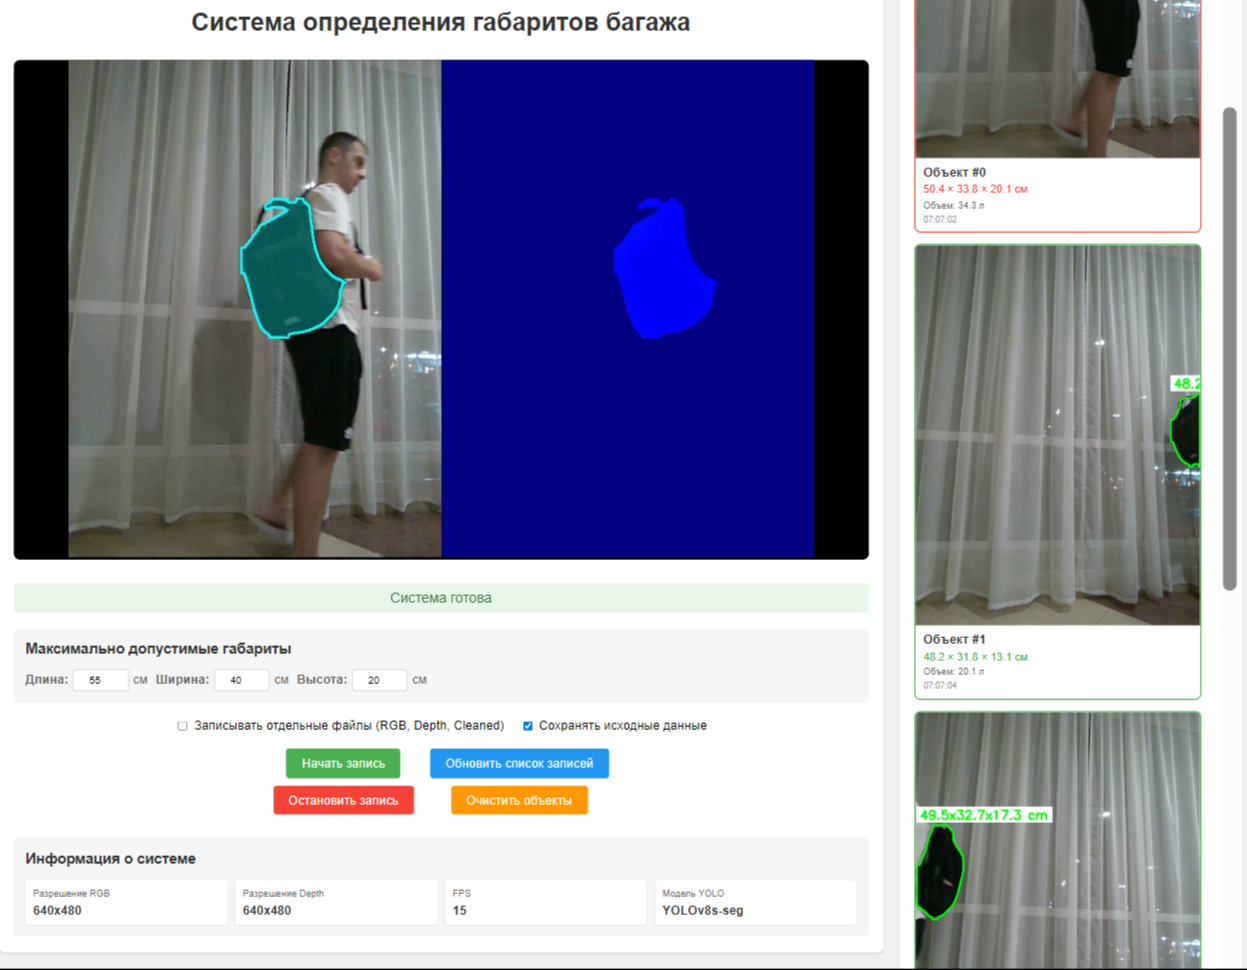 Система определения габаритов багажа
Система готова
Максимально допустимые габариты
Длина: 55 см Ширина: 40 см Высота: 20 см
Записывать отдельные файлы (RGB, Depth, Cleaned) Сохранять исходные данные
Начать запись Обновить список записей
Остановить запись Очистить объекты
Информация о системе
Разрешение RGB
640x480
Разрешение Depth
640x480
FPS
15
Модель YOLO
YOLOv8s-seg
Объект #0
50.4 × 33.8 × 20.1 см
Объем: 34.3 л
07:07:02
48.2
Объект #1
48.2 × 31.8 × 13.1 см
Объем: 20.1 л
07:07:04
49.5x32.7x17.3 cm